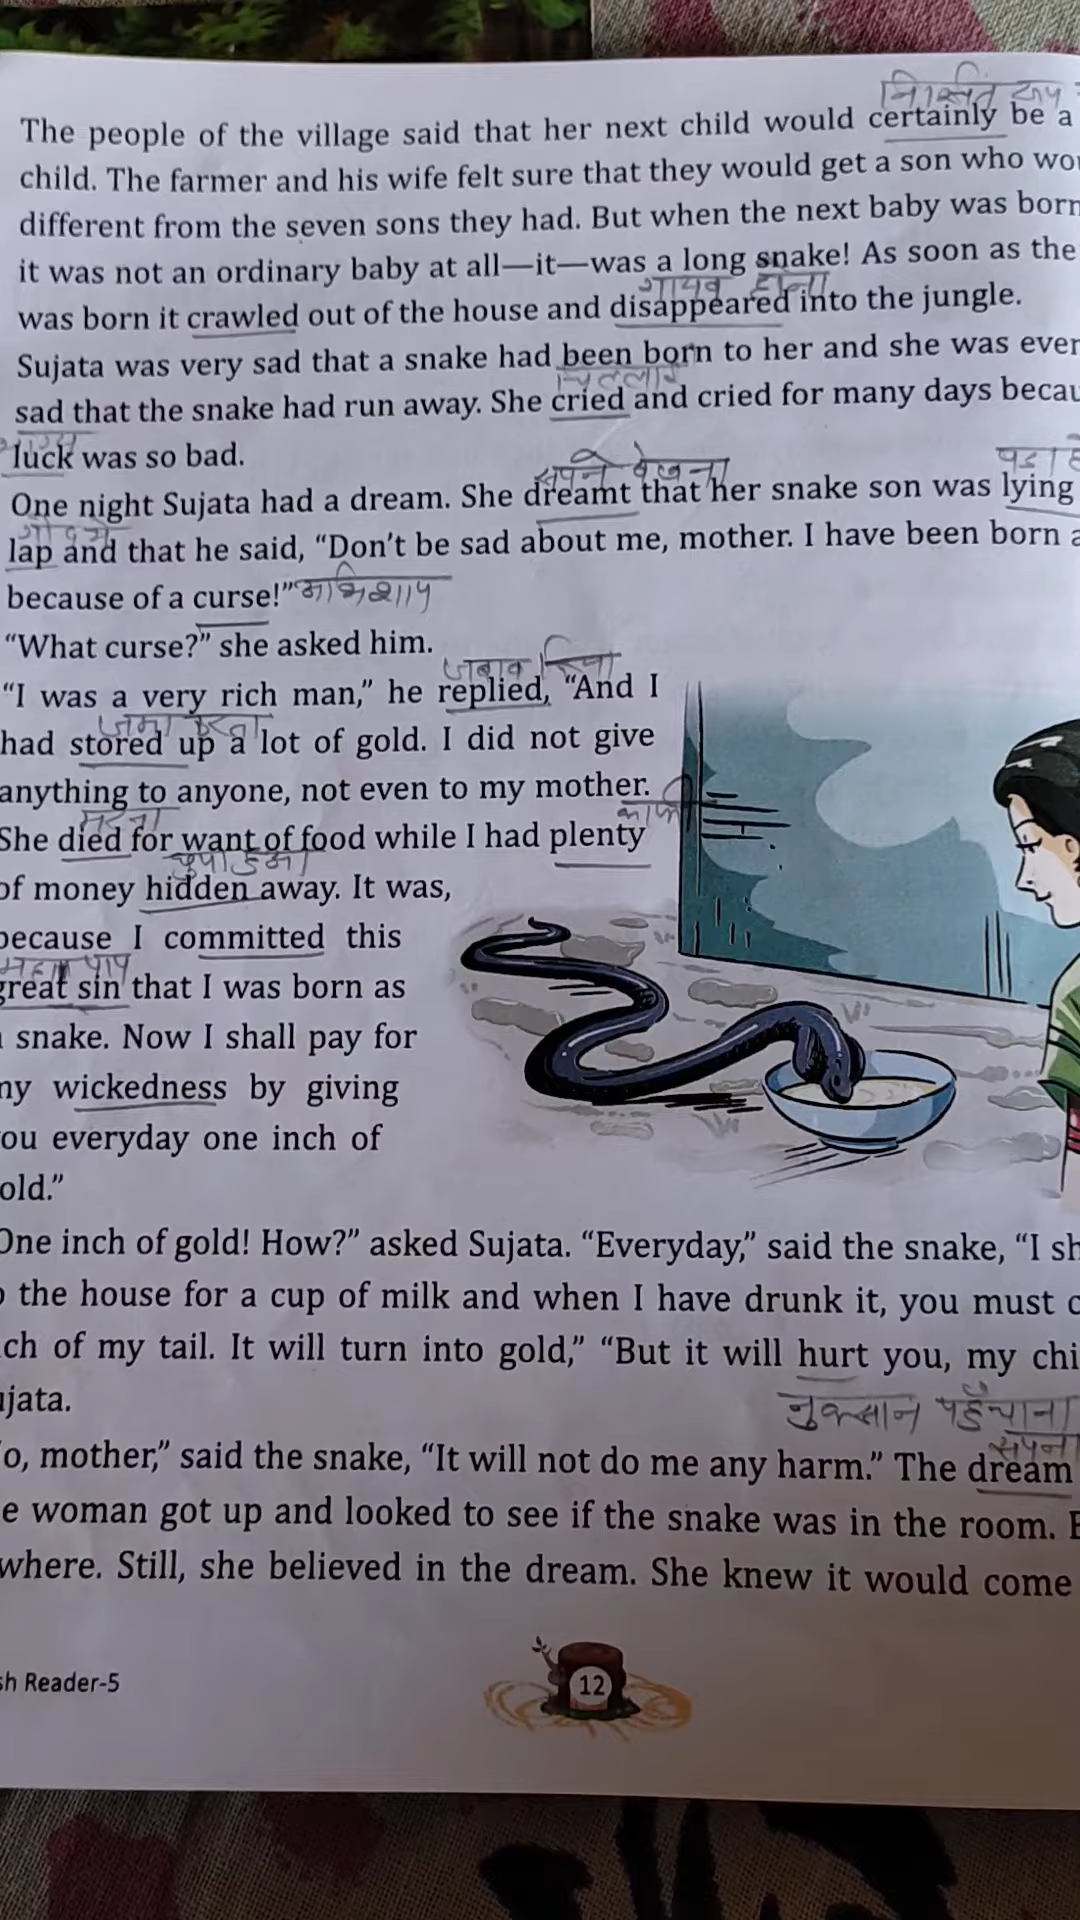 निश्चित रूप
The people of the village said that her next child would certainly be a
child. The farmer and his wife felt sure that they would get a son who
different from the seven sons they had. But when the next baby was born
it was not an ordinary baby at all—it—was a long snake! As soon as the
गायब होना
was born it crawled out of the house and disappeared into the jungle.
Sujata was very sad that a snake had been born to her and she was
चिल्लाई
sad that the snake had run away. She cried and cried for many days
luck was so bad.
सपने देखना
One night Sujata had a dream. She dreamt that her snake son was lying
गोद में
lap and that he said, “Don’t be sad about me, mother. I have been born
because of a curse!” अभिशाप
“What curse?” she asked him.
जवाब दिया
“I was a very rich man,” he replied, “And I
जमा करना
had stored up a lot of gold. I did not give
anything to anyone, not even to my mother.
मरना
She died for want of food while I had plenty
of money hidden away. It was,
because I committed this
महा पाप
great sin that I was born as
snake. Now I shall pay for
wickedness by giving
everyday one inch of
One inch of gold! How?” asked Sujata. “Everyday,” said the snake, “I
the house for a cup of milk and when I have drunk it, you must
of my tail. It will turn into gold,” “But it will hurt you, my
नुकसान पहुँचाना
सपना
mother,” said the snake, “It will not do me any harm.” The dream
woman got up and looked to see if the snake was in the room.
Still, she believed in the dream. She knew it would come
Reader-5
12